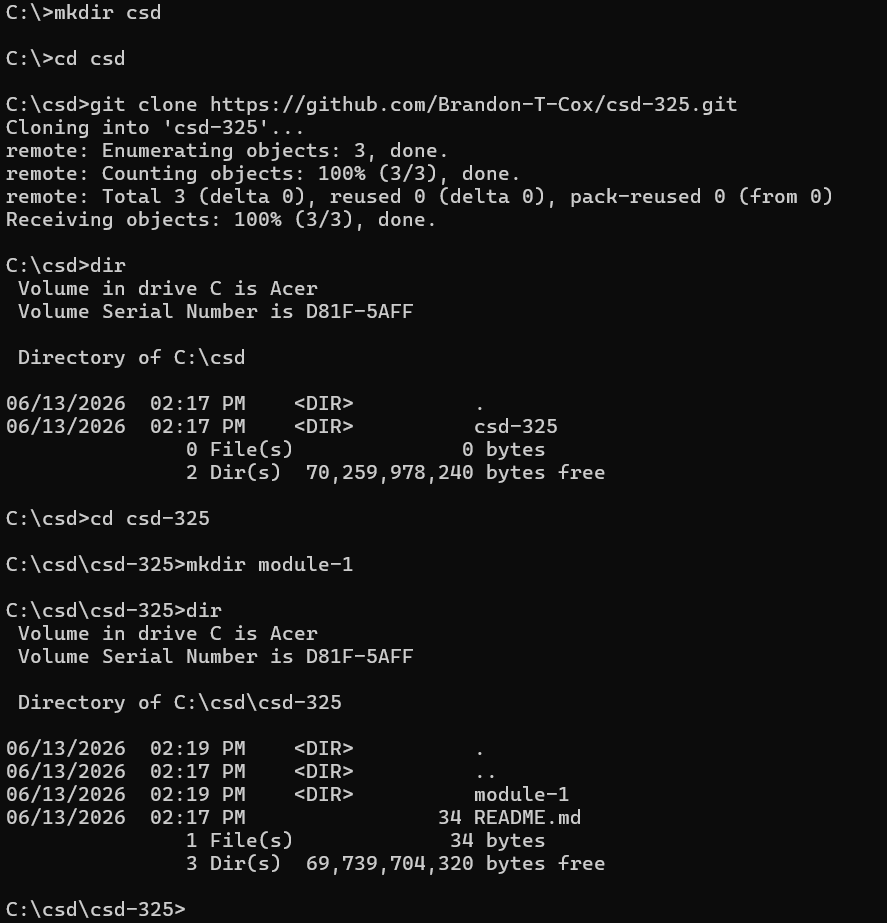 C:\>mkdir csd
C:\>cd csd
C:\csd>git clone https://github.com/Brandon-T-Cox/csd-325.git
Cloning into 'csd-325'...
remote: Enumerating objects: 3, done.
remote: Counting objects: 100% (3/3), done.
remote: Total 3 (delta 0), reused 0 (delta 0), pack-reused 0 (from 0)
Receiving objects: 100% (3/3), done.
C:\csd>dir
 Volume in drive C is Acer
 Volume Serial Number is D81F-5AFF
 Directory of C:\csd
06/13/2026  02:17 PM    <DIR>          .
06/13/2026  02:17 PM    <DIR>          csd-325
               0 File(s)              0 bytes
               2 Dir(s)  70,259,978,240 bytes free
C:\csd>cd csd-325
C:\csd\csd-325>mkdir module-1
C:\csd\csd-325>dir
 Volume in drive C is Acer
 Volume Serial Number is D81F-5AFF
 Directory of C:\csd\csd-325
06/13/2026  02:19 PM    <DIR>          .
06/13/2026  02:17 PM    <DIR>          ..
06/13/2026  02:19 PM    <DIR>          module-1
06/13/2026  02:17 PM                34 README.md
               1 File(s)             34 bytes
               3 Dir(s)  69,739,704,320 bytes free
C:\csd\csd-325>